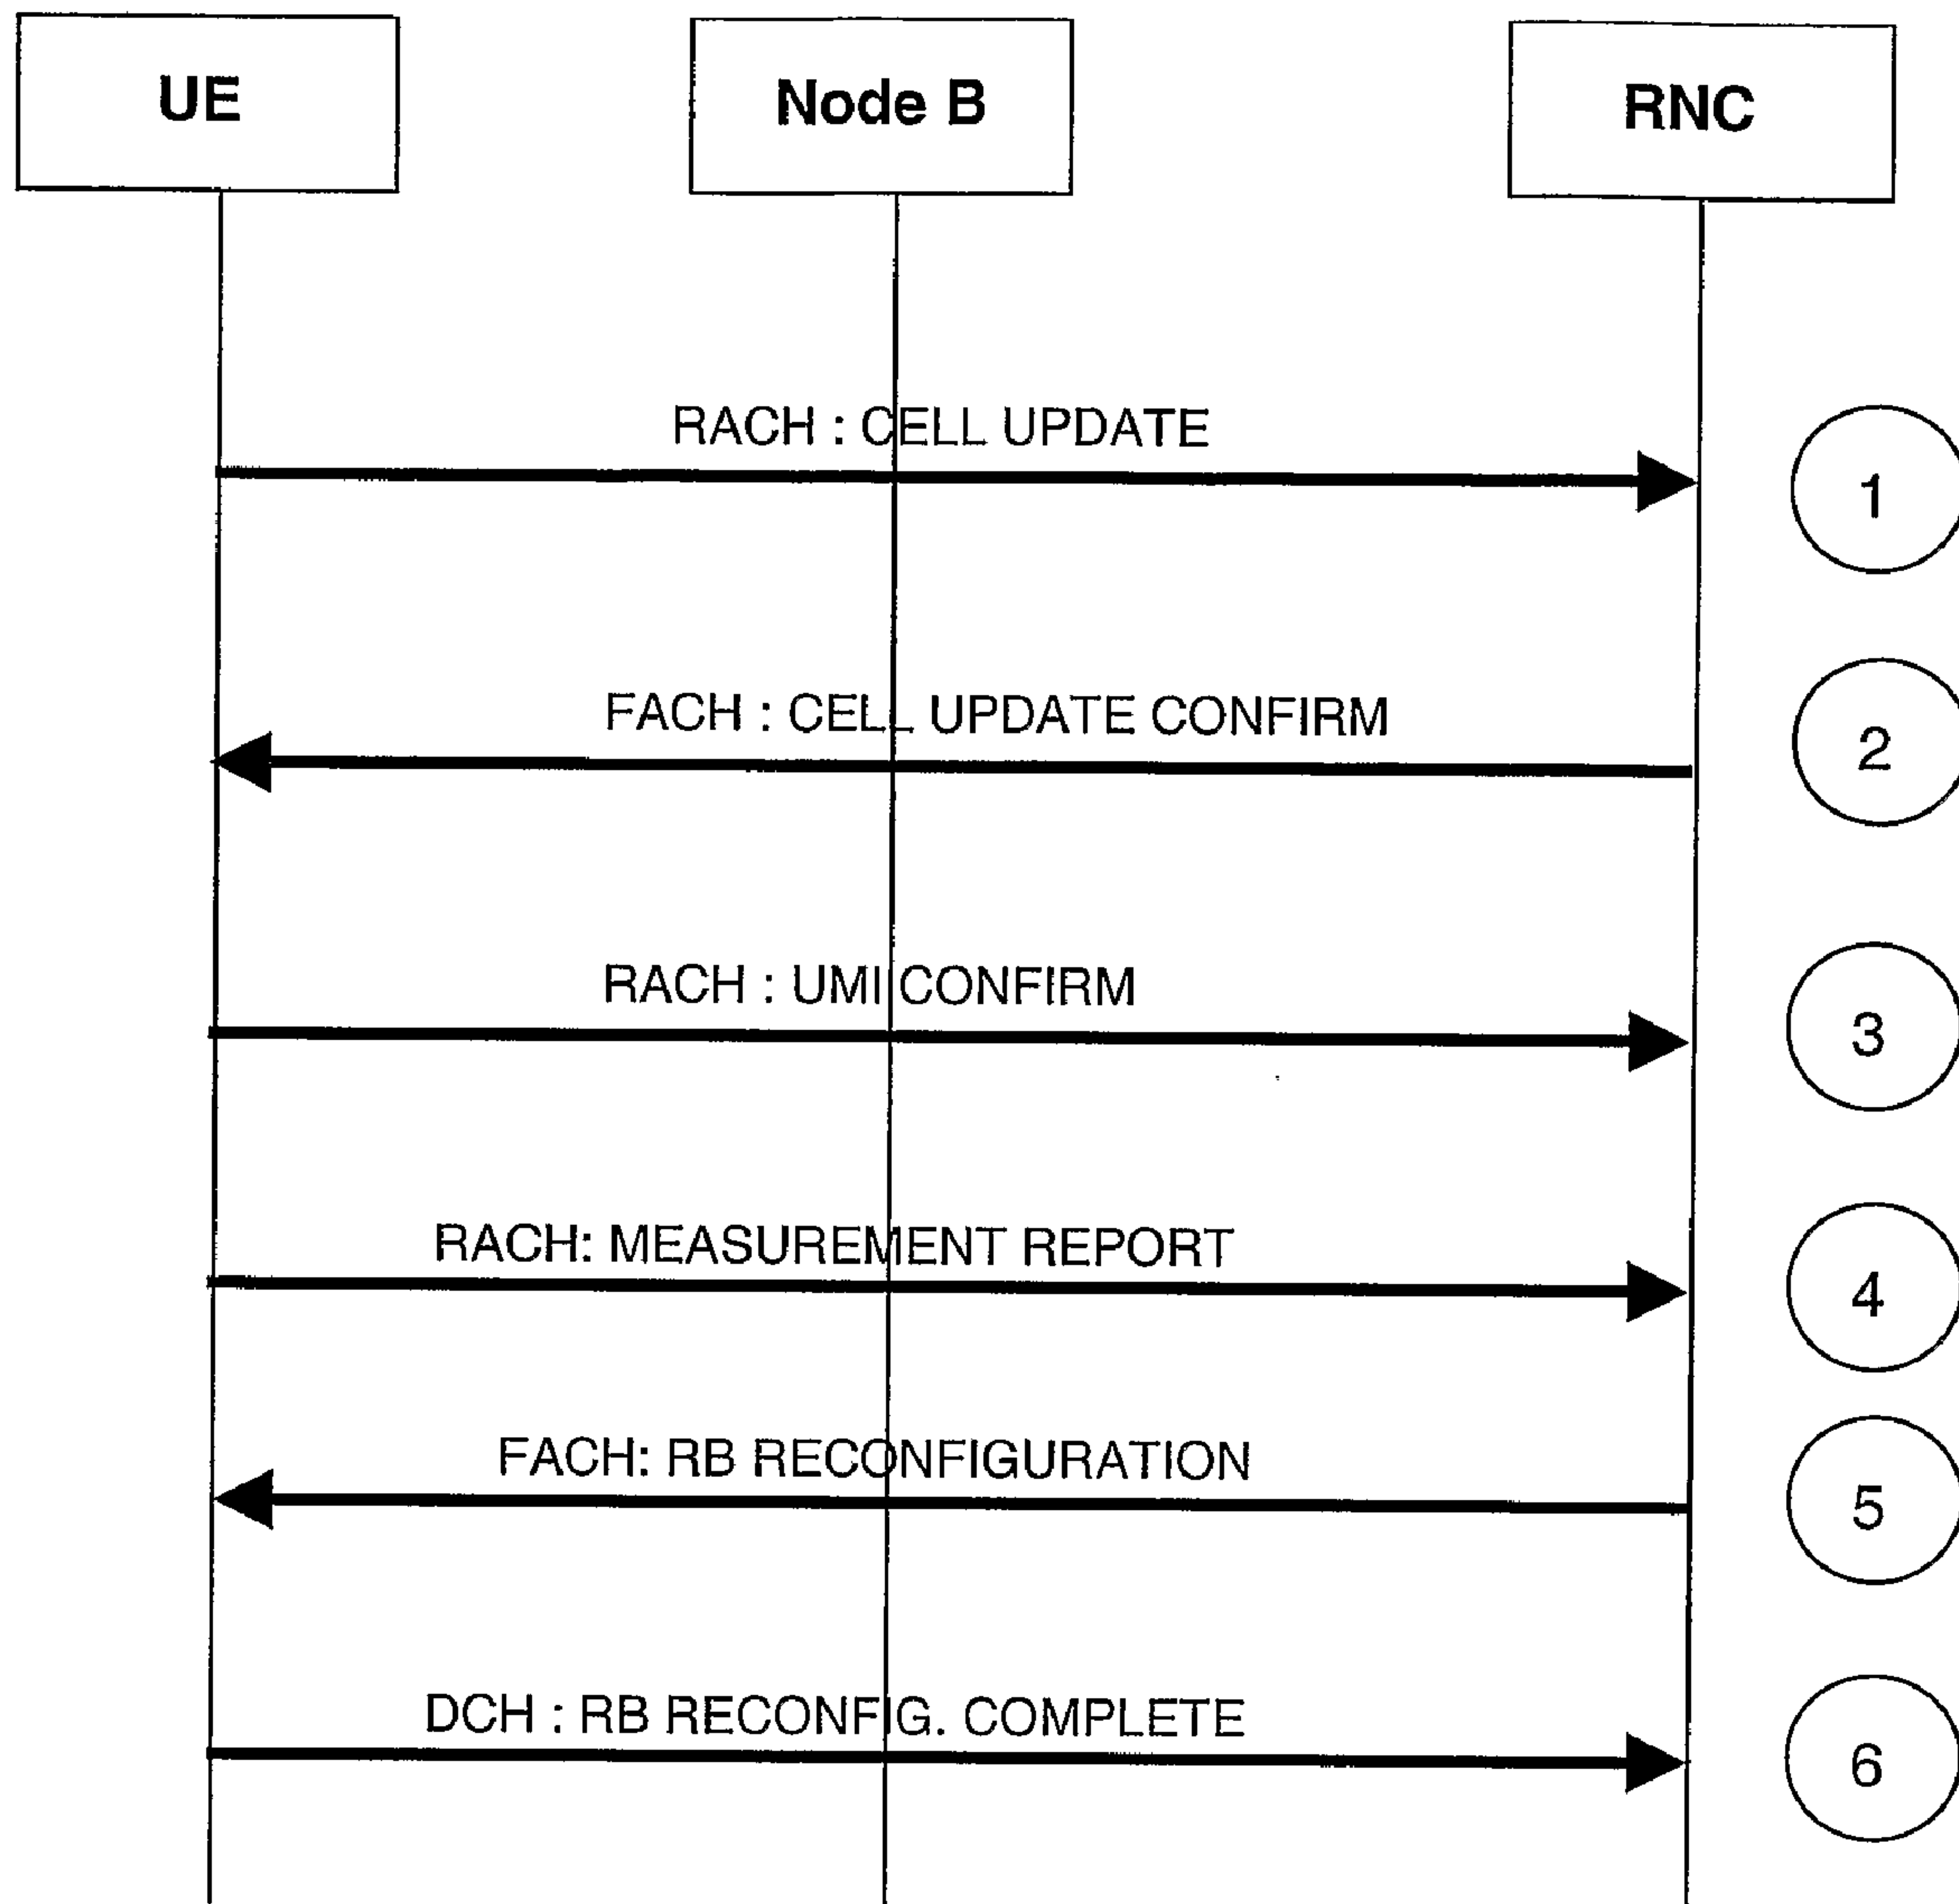 UE
Node B
RNC
RACH : CELL UPDATE
1
FACH : CELL UPDATE CONFIRM
2
RACH : UMI CONFIRM
3
RACH: MEASUREMENT REPORT
4
FACH: RB RECONFIGURATION
5
DCH : RB RECONFIG. COMPLETE
6